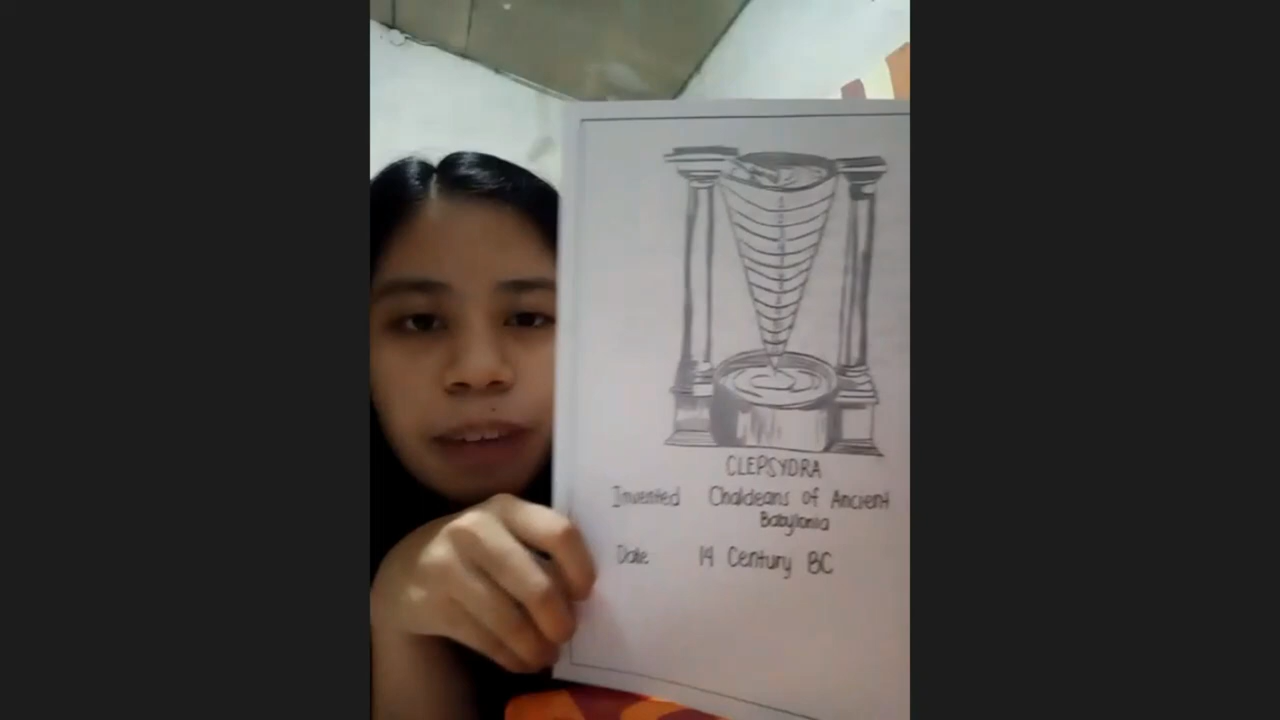 CLEPSYDRA
Invented Chaldeans of Ancient
Babylonia
Date 14 Century BC